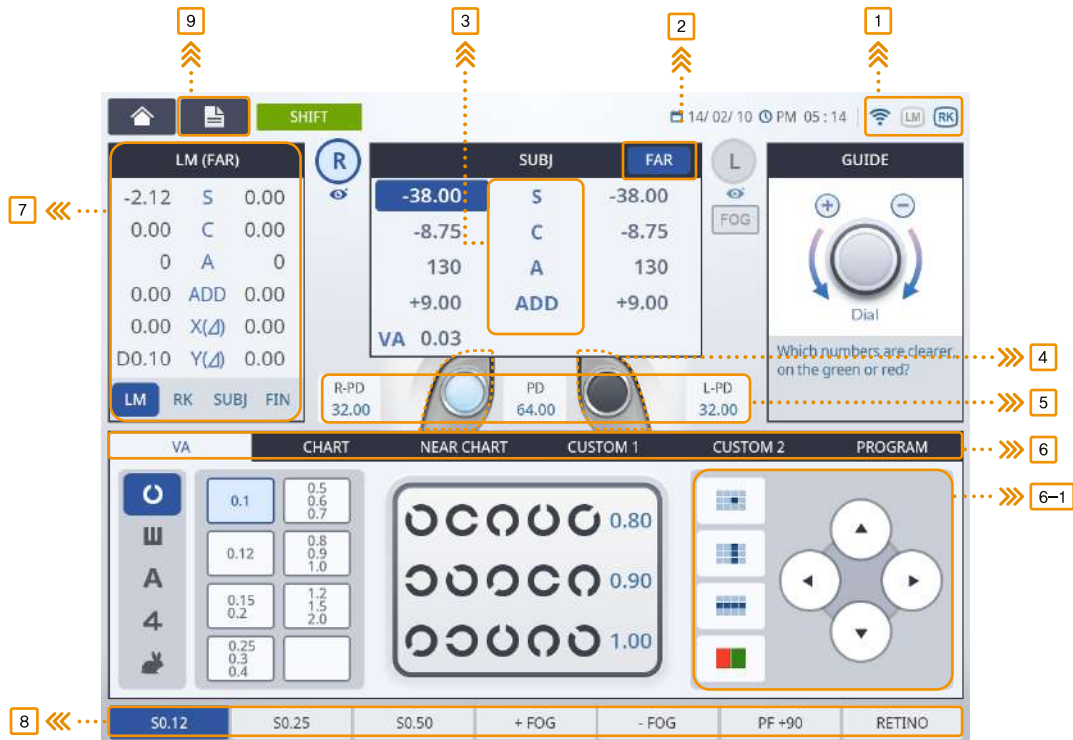 9
3
2
1
SHIFT
14/ 02/ 10 PM 05 : 14
LM
RK
LM (FAR)
-2.12 S 0.00
0.00 C 0.00
0 A 0
0.00 ADD 0.00
0.00 X(⊿) 0.00
D0.10 Y(⊿) 0.00
LM RK SUBJ FIN
7
R
SUBJ FAR
-38.00 S -38.00
-8.75 C -8.75
130 A 130
+9.00 ADD +9.00
VA 0.03
L
FOG
GUIDE
+ −
Dial
Which numbers are clearer,
on the green or red?
4
R-PD PD L-PD
32.00 64.00 32.00
5
VA CHART NEAR CHART CUSTOM 1 CUSTOM 2 PROGRAM
6
Ш
A
4
0.1
0.12
0.15
0.2
0.25
0.3
0.4
0.5
0.6
0.7
0.8
0.9
1.0
1.2
1.5
2.0
0.80
0.90
1.00
6–1
8
S0.12 S0.25 S0.50 + FOG - FOG PF +90 RETINO